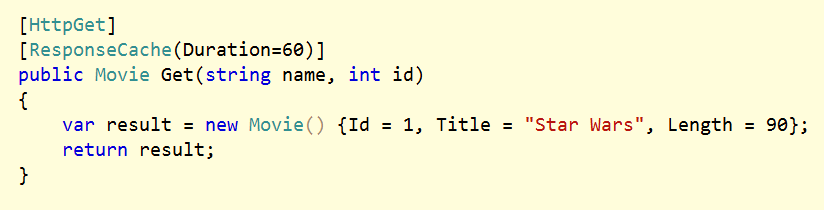 [HttpGet]
[ResponseCache(Duration=60)]
public Movie Get(string name, int id)
{
    var result = new Movie() {Id = 1, Title = "Star Wars", Length = 90};
    return result;
}